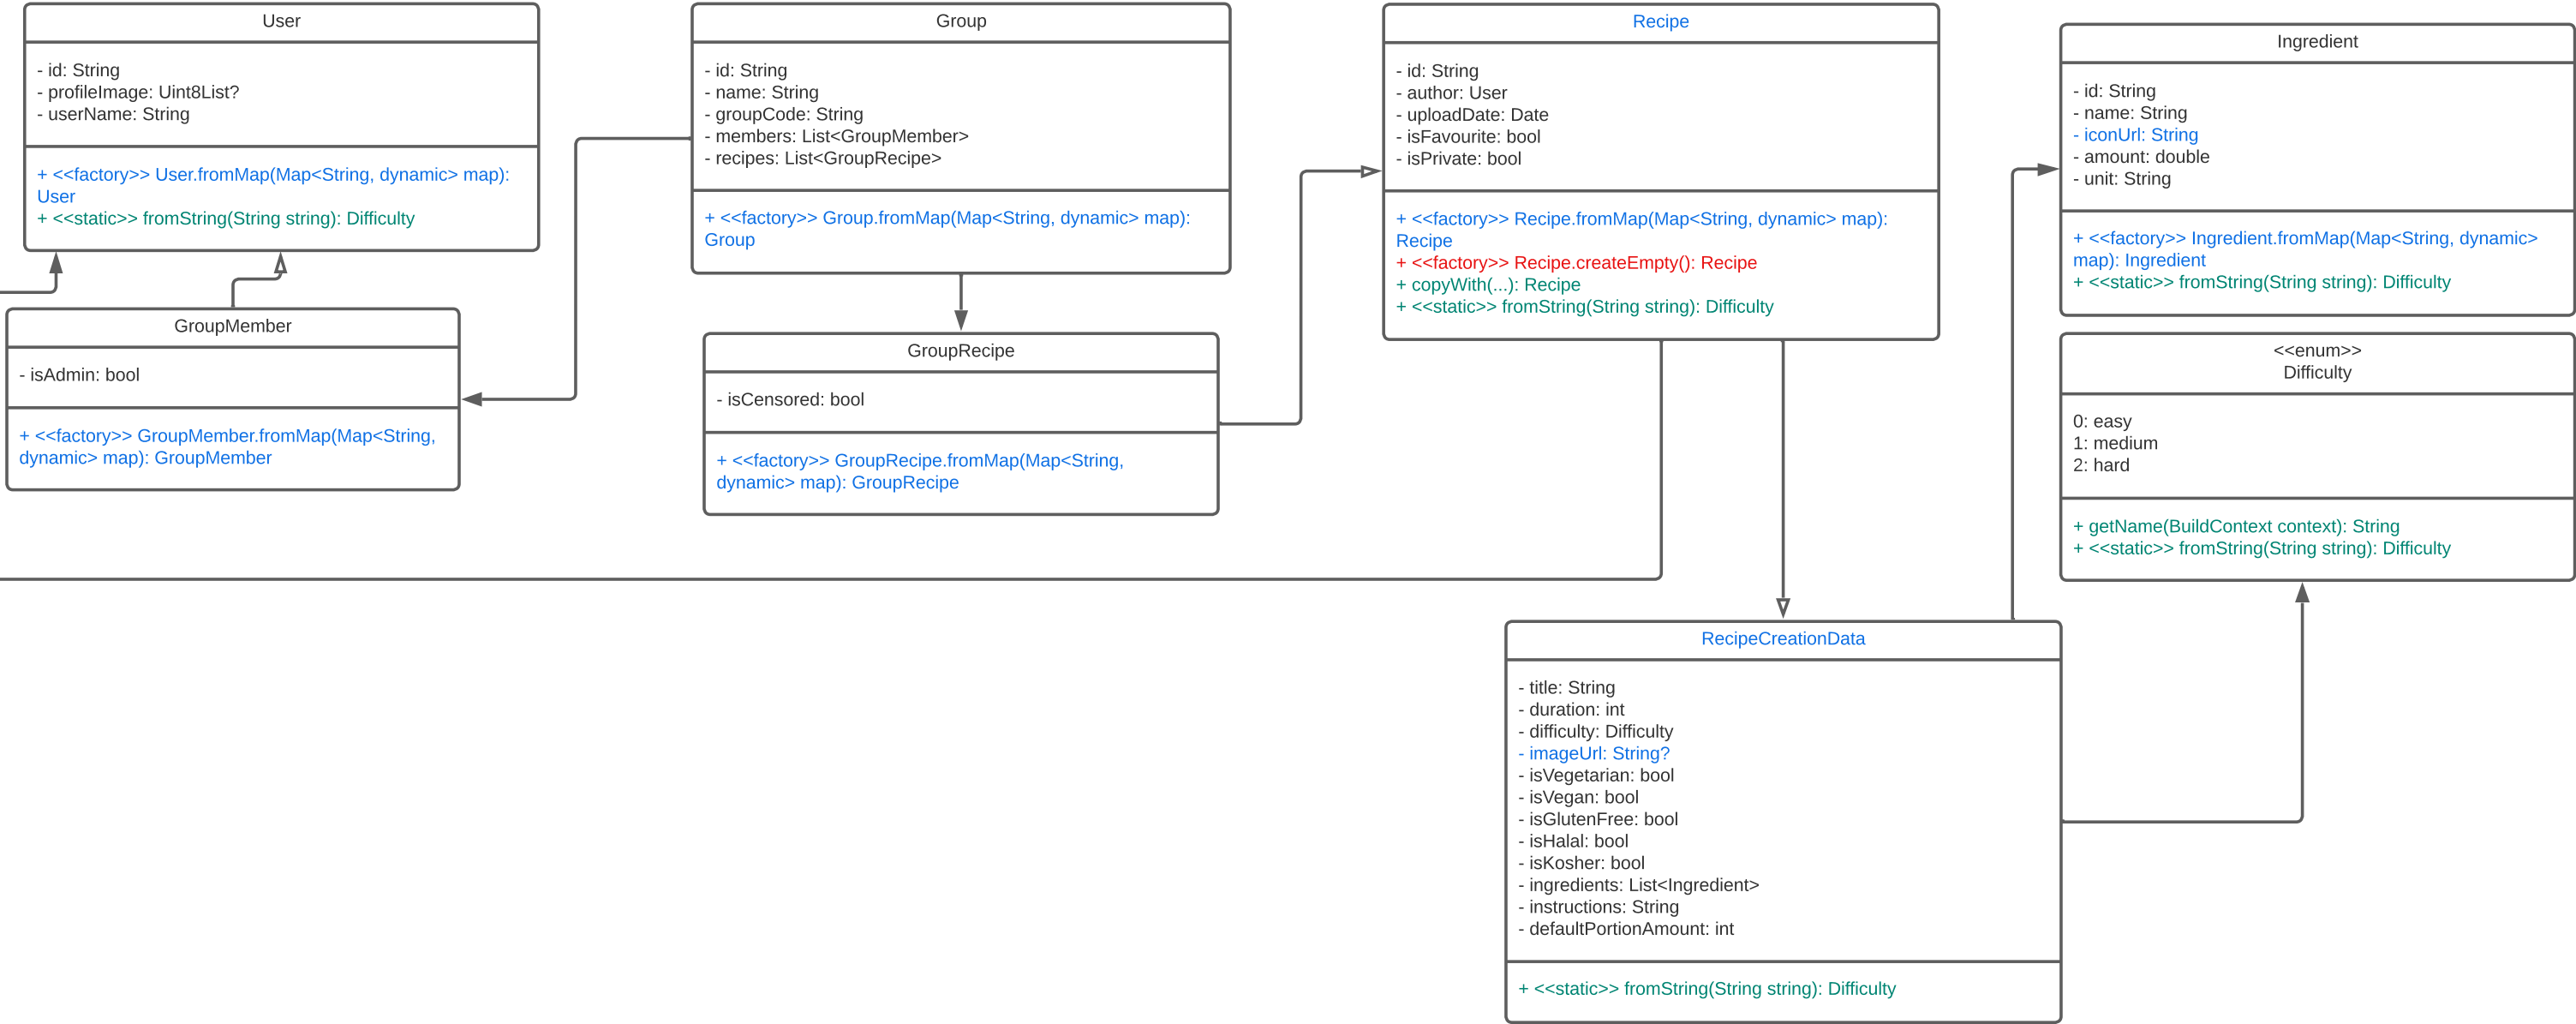 User
- id: String
- profileImage: Uint8List?
- userName: String
+ <<factory>> User.fromMap(Map<String, dynamic> map):
User
+ <<static>> fromString(String string): Difficulty
GroupMember
- isAdmin: bool
+ <<factory>> GroupMember.fromMap(Map<String,
dynamic> map): GroupMember
Group
- id: String
- name: String
- groupCode: String
- members: List<GroupMember>
- recipes: List<GroupRecipe>
+ <<factory>> Group.fromMap(Map<String, dynamic> map):
Group
GroupRecipe
- isCensored: bool
+ <<factory>> GroupRecipe.fromMap(Map<String,
dynamic> map): GroupRecipe
Recipe
- id: String
- author: User
- uploadDate: Date
- isFavourite: bool
- isPrivate: bool
+ <<factory>> Recipe.fromMap(Map<String, dynamic> map):
Recipe
+ <<factory>> Recipe.createEmpty(): Recipe
+ copyWith(...): Recipe
+ <<static>> fromString(String string): Difficulty
Ingredient
- id: String
- name: String
- iconUrl: String
- amount: double
- unit: String
+ <<factory>> Ingredient.fromMap(Map<String, dynamic>
map): Ingredient
+ <<static>> fromString(String string): Difficulty
<<enum>>
Difficulty
0: easy
1: medium
2: hard
+ getName(BuildContext context): String
+ <<static>> fromString(String string): Difficulty
RecipeCreationData
- title: String
- duration: int
- difficulty: Difficulty
- imageUrl: String?
- isVegetarian: bool
- isVegan: bool
- isGlutenFree: bool
- isHalal: bool
- isKosher: bool
- ingredients: List<Ingredient>
- instructions: String
- defaultPortionAmount: int
+ <<static>> fromString(String string): Difficulty